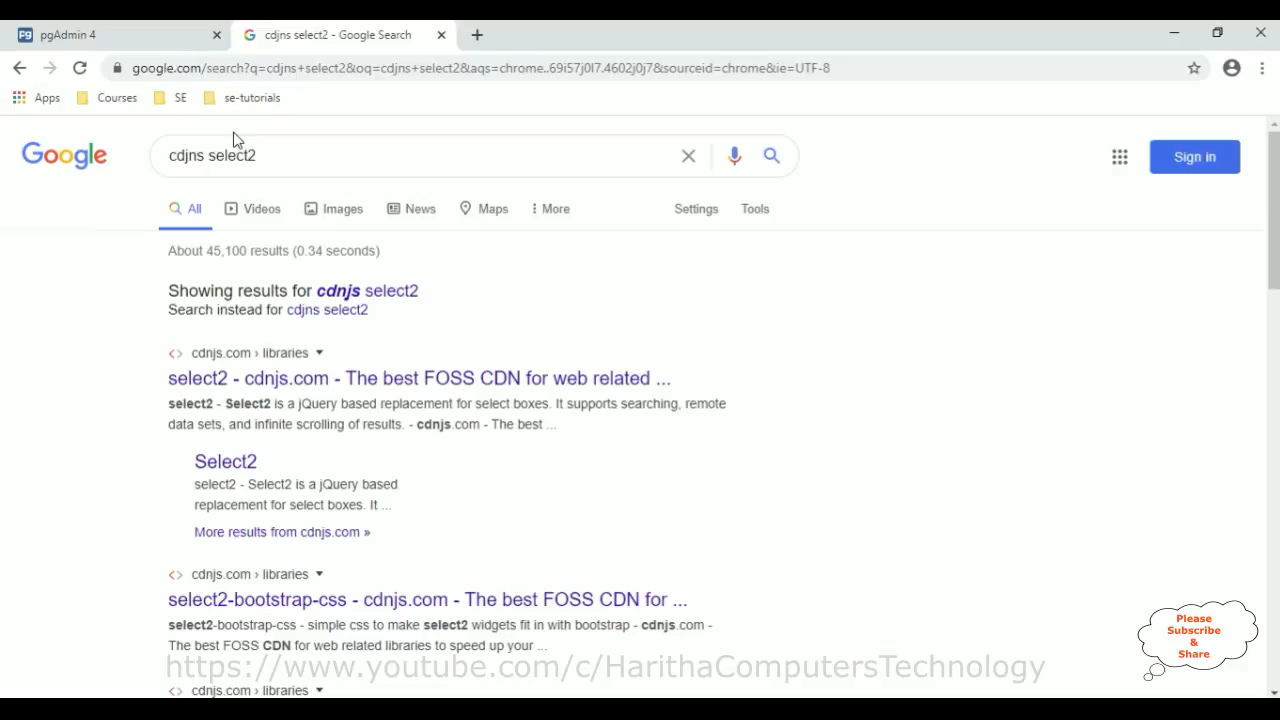 pgAdmin 4
cdjns select2 - Google Search
google.com/search?q=cdjns+select2&oq=cdjns+select2&aqs=chrome..69i57j0l7.4602j0j7&sourceid=chrome&ie=UTF-8
Apps Courses SE se-tutorials
Google
cdjns select2
Sign in
All Videos Images News Maps More Settings Tools
About 45,100 results (0.34 seconds)
Showing results for cdnjs select2
Search instead for cdjns select2
cdnjs.com › libraries
select2 - cdnjs.com - The best FOSS CDN for web related ...
select2 - Select2 is a jQuery based replacement for select boxes. It supports searching, remote
data sets, and infinite scrolling of results. - cdnjs.com - The best ...
Select2
select2 - Select2 is a jQuery based
replacement for select boxes. It ...
More results from cdnjs.com »
cdnjs.com › libraries
select2-bootstrap-css - cdnjs.com - The best FOSS CDN for ...
select2-bootstrap-css - simple css to make select2 widgets fit in with bootstrap - cdnjs.com -
The best FOSS CDN for web related libraries to speed up your ...
Please
Subscribe
&
Share
https://www.youtube.com/c/HarithaComputersTechnology
cdnjs.com › libraries